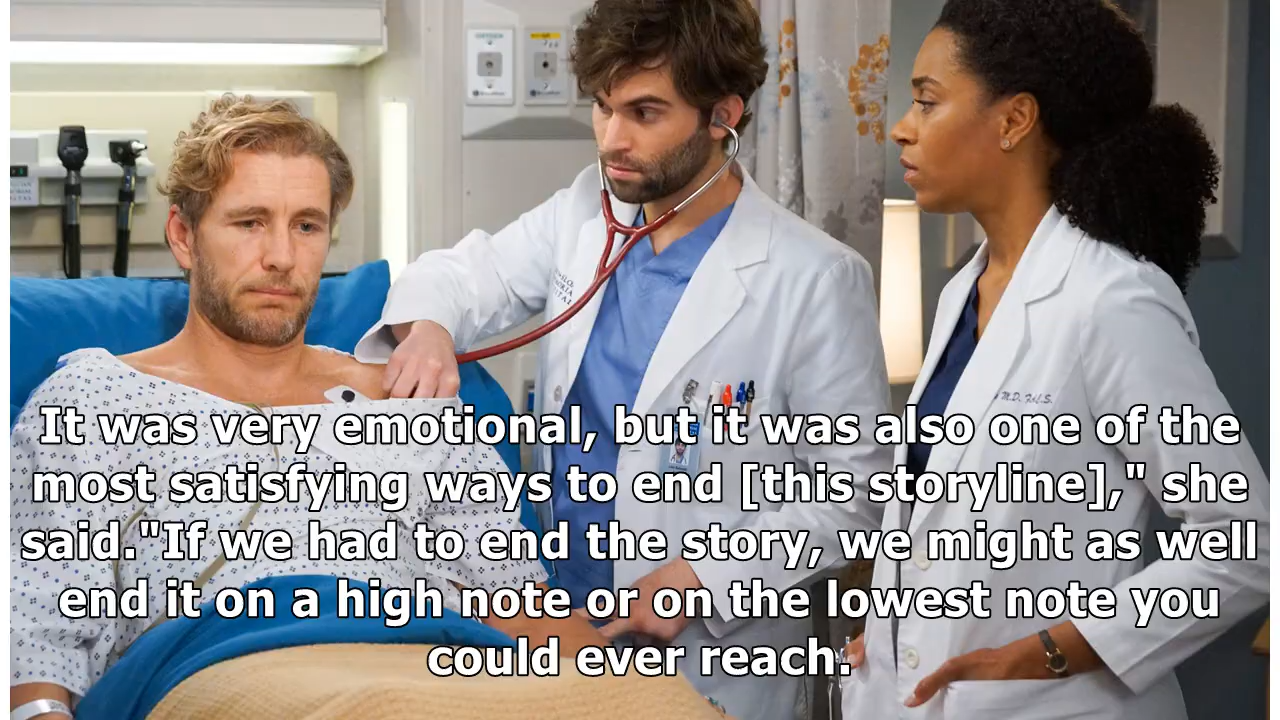 OXYGEN
It was very emotional, but it was also one of the
most satisfying ways to end [this storyline]," she
said."If we had to end the story, we might as well
end it on a high note or on the lowest note you
could ever reach.